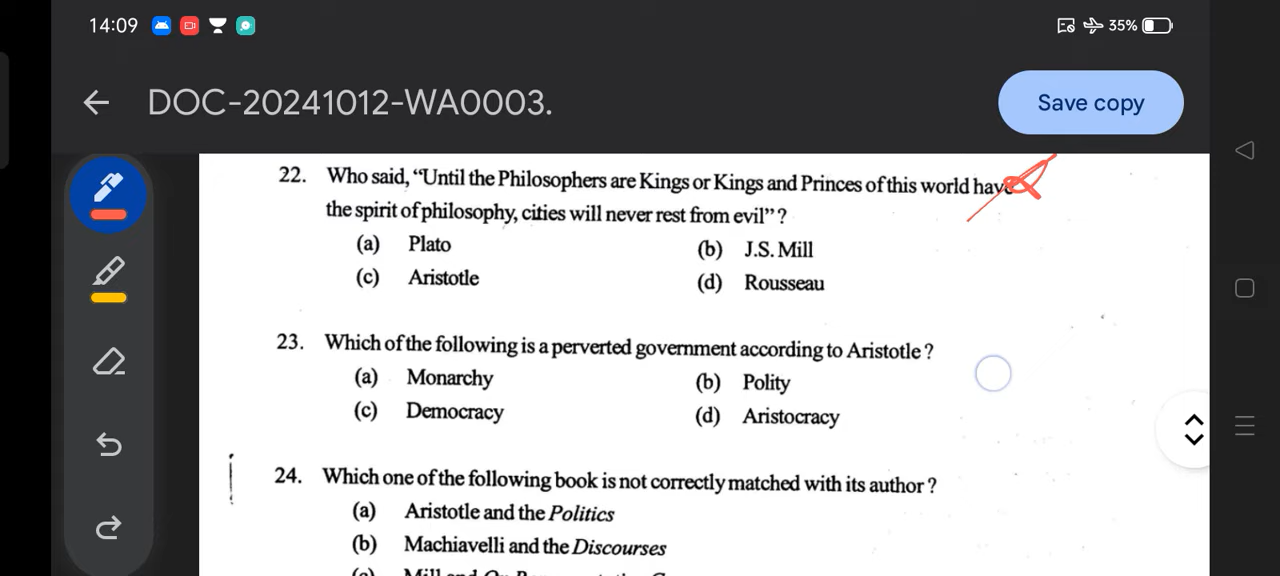 14:09
35%
DOC-20241012-WA0003.
Save copy
22. Who said, “Until the Philosophers are Kings or Kings and Princes of this world have
the spirit of philosophy, cities will never rest from evil”?
(a) Plato (b) J.S. Mill
(c) Aristotle (d) Rousseau
23. Which of the following is a perverted government according to Aristotle?
(a) Monarchy (b) Polity
(c) Democracy (d) Aristocracy
24. Which one of the following book is not correctly matched with its author?
(a) Aristotle and the Politics
(b) Machiavelli and the Discourses
(c) Mill and On